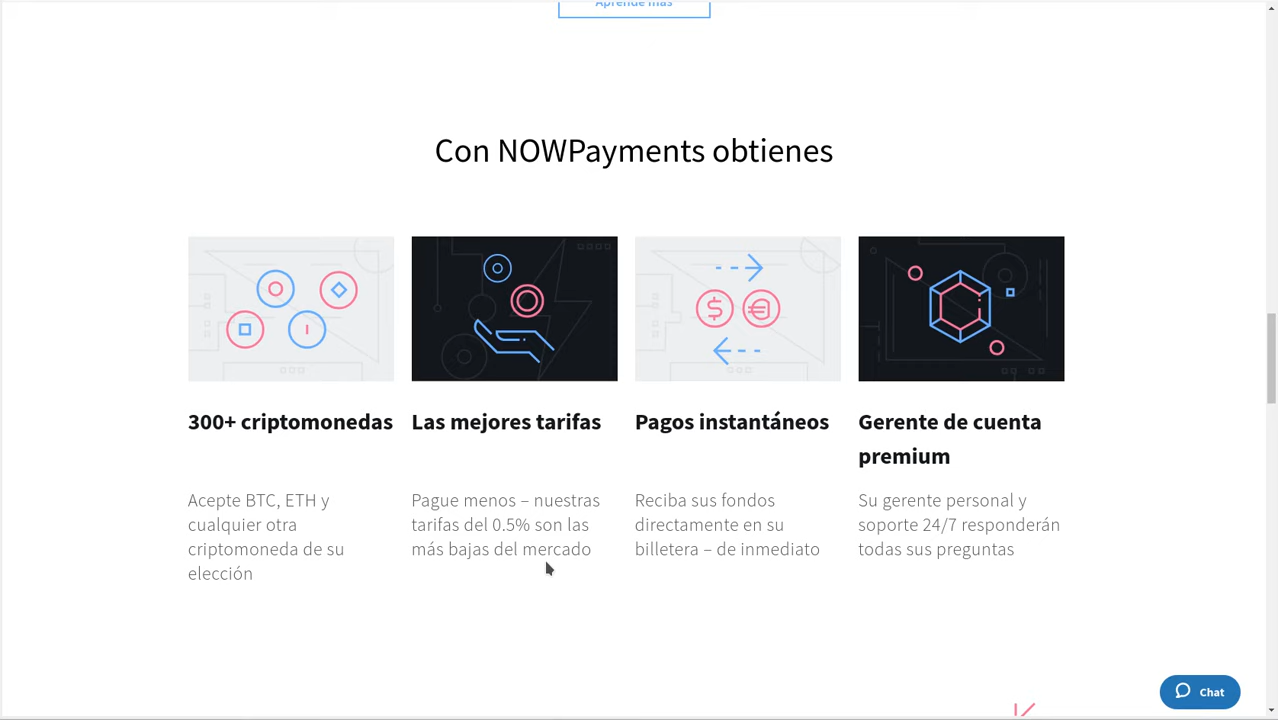 Aprende más
Con NOWPayments obtienes
300+ criptomonedas
Acepte BTC, ETH y
cualquier otra
criptomoneda de su
elección
Las mejores tarifas
Pague menos – nuestras
tarifas del 0.5% son las
más bajas del mercado
Pagos instantáneos
Reciba sus fondos
directamente en su
billetera – de inmediato
Gerente de cuenta
premium
Su gerente personal y
soporte 24/7 responderán
todas sus preguntas
Chat